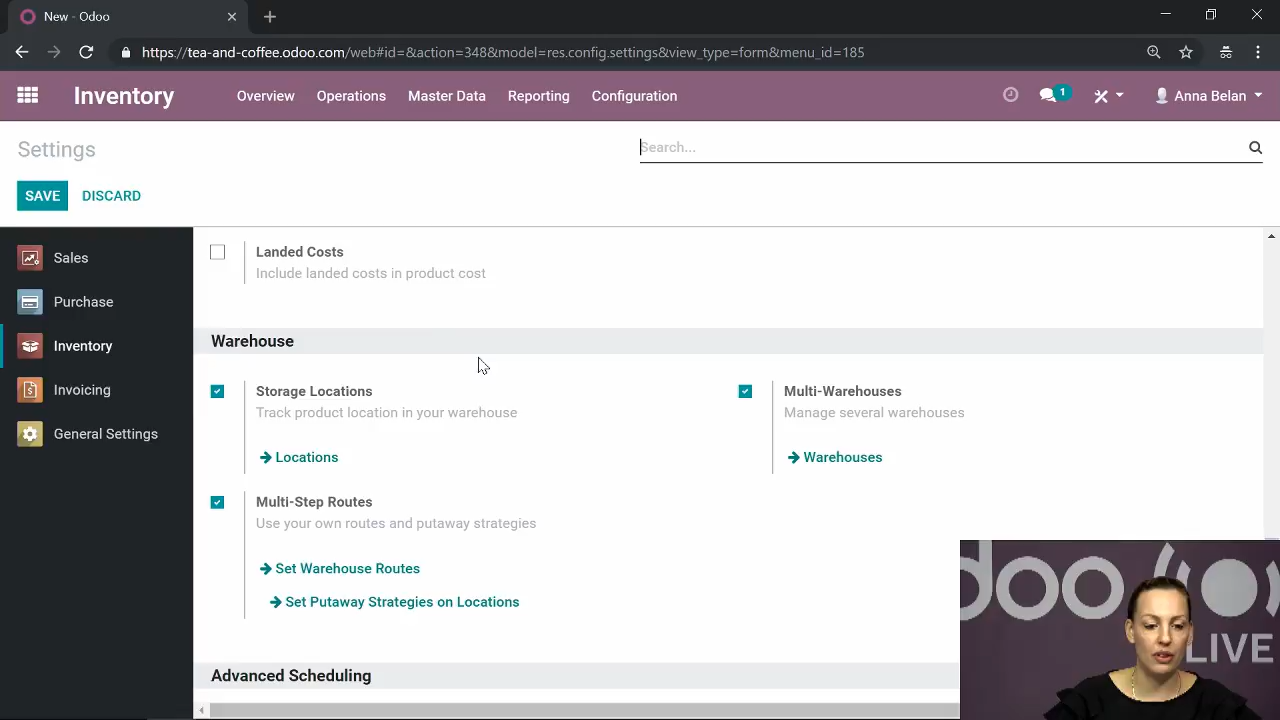 New - Odoo
https://tea-and-coffee.odoo.com/web#id=&action=348&model=res.config.settings&view_type=form&menu_id=185
Inventory
Overview
Operations
Master Data
Reporting
Configuration
1
Anna Belan
Settings
Search...
SAVE
DISCARD
Sales
Purchase
Inventory
Invoicing
General Settings
Landed Costs
Include landed costs in product cost
Warehouse
Storage Locations
Track product location in your warehouse
Locations
Multi-Warehouses
Manage several warehouses
Warehouses
Multi-Step Routes
Use your own routes and putaway strategies
Set Warehouse Routes
Set Putaway Strategies on Locations
Advanced Scheduling
doo
LIVE